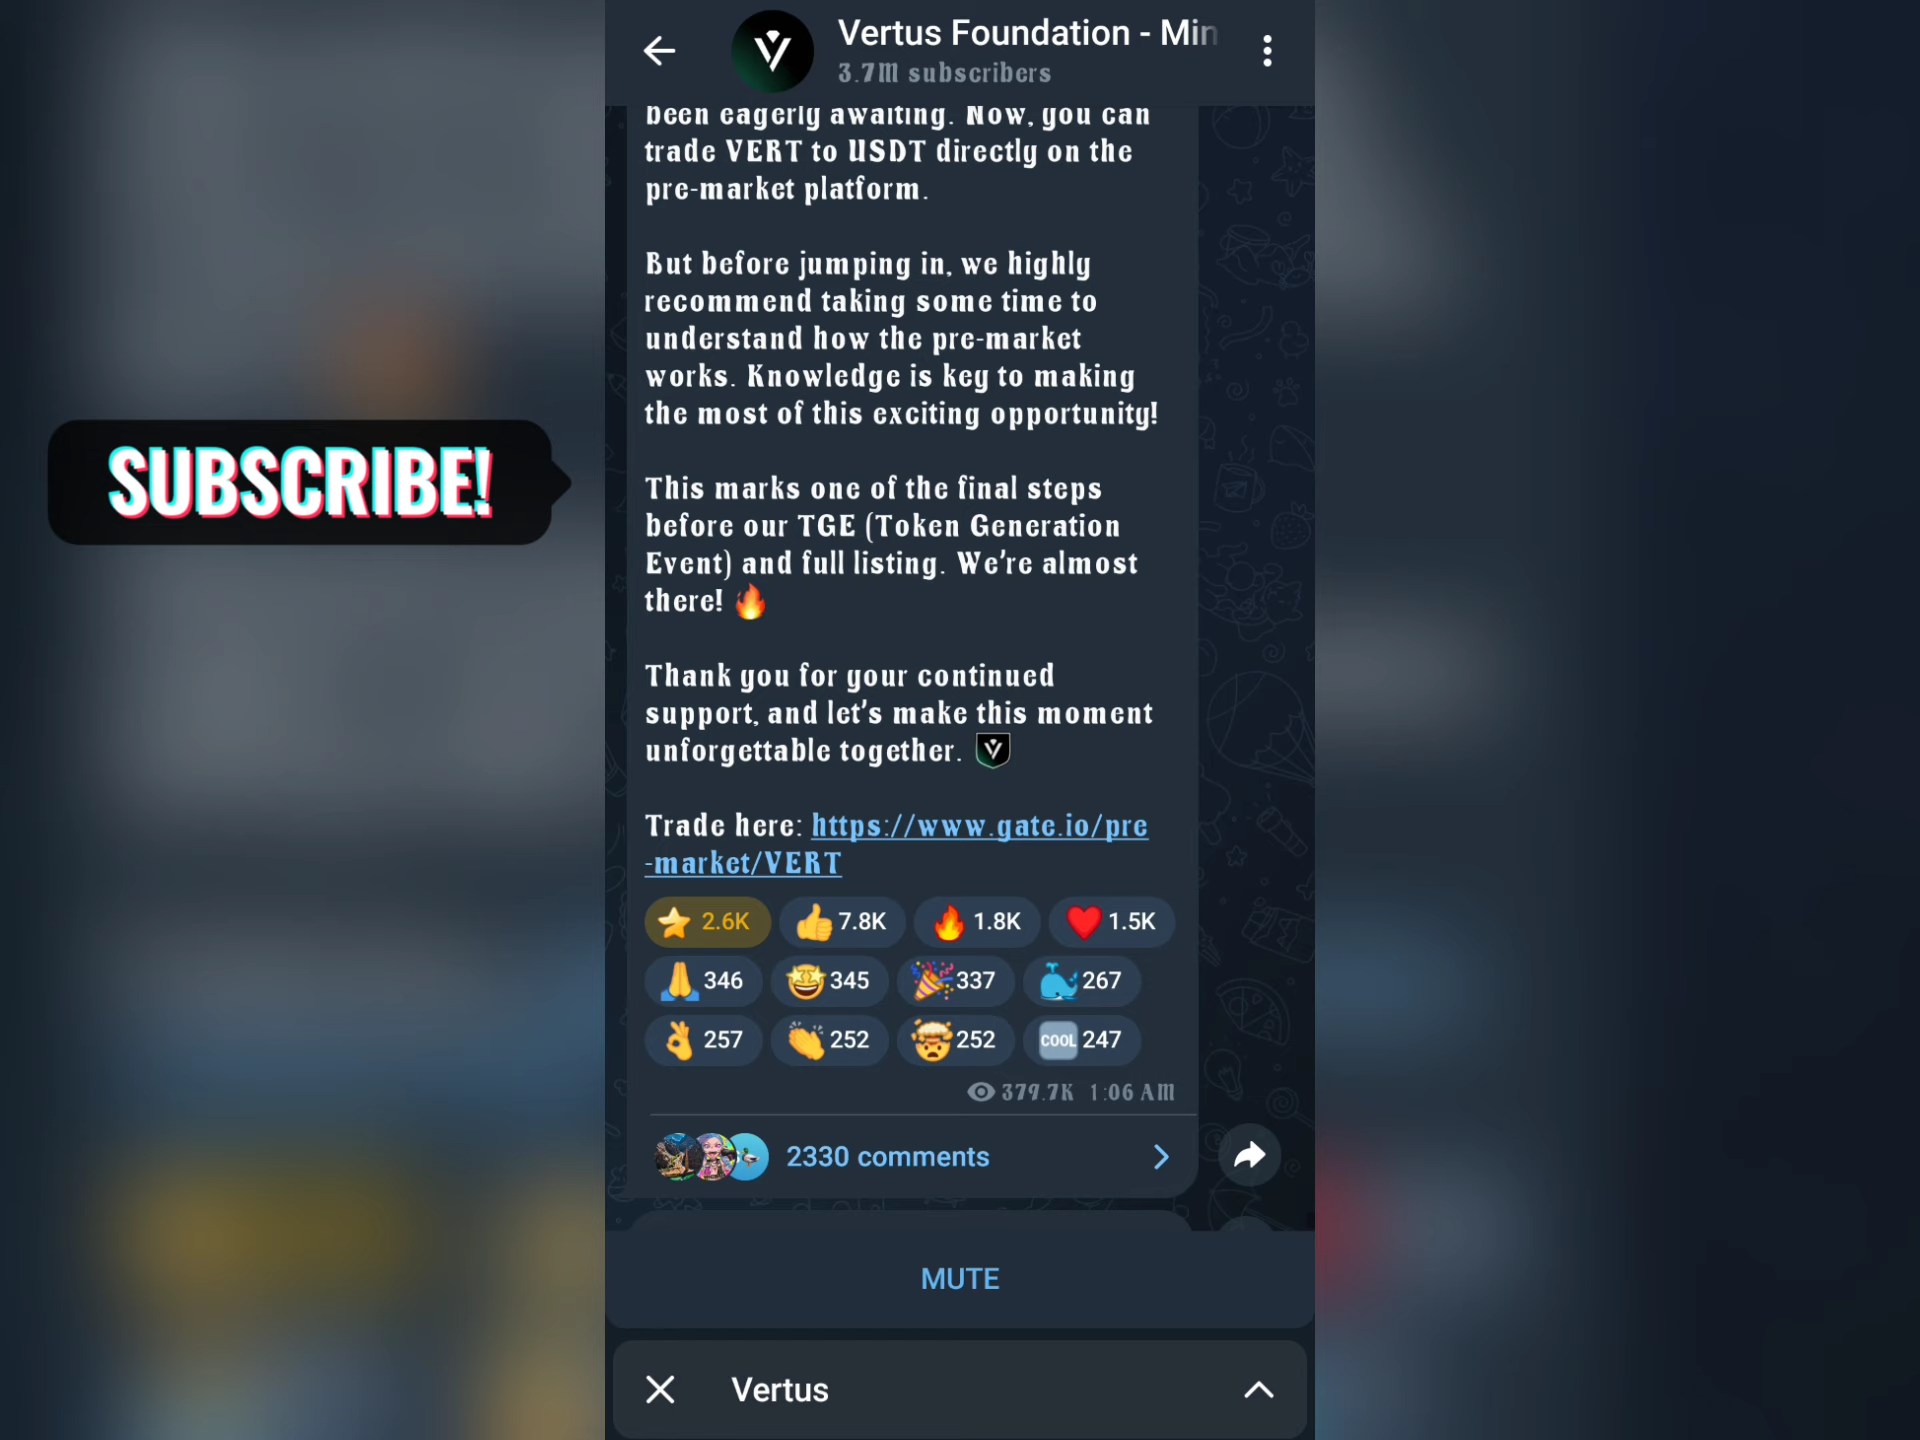 Vertus Foundation - Min
3.7M subscribers
been eagerly awaiting. Now, you can
trade VERT to USDT directly on the
pre-market platform.
But before jumping in, we highly
recommend taking some time to
understand how the pre-market
works. Knowledge is key to making
the most of this exciting opportunity!
SUBSCRIBE!
This marks one of the final steps
before our TGE (Token Generation
Event) and full listing. We're almost
there! 🔥
Thank you for your continued
support, and let's make this moment
unforgettable together.
Trade here: https://www.gate.io/pre
-market/VERT
⭐ 2.6K 👍 7.8K 🔥 1.8K ❤️ 1.5K
🙏 346 🤩 345 🎉 337 🐳 267
👌 257 👏 252 🤯 252 🆒 247
379.7K 1:06 AM
2330 comments
MUTE
Vertus